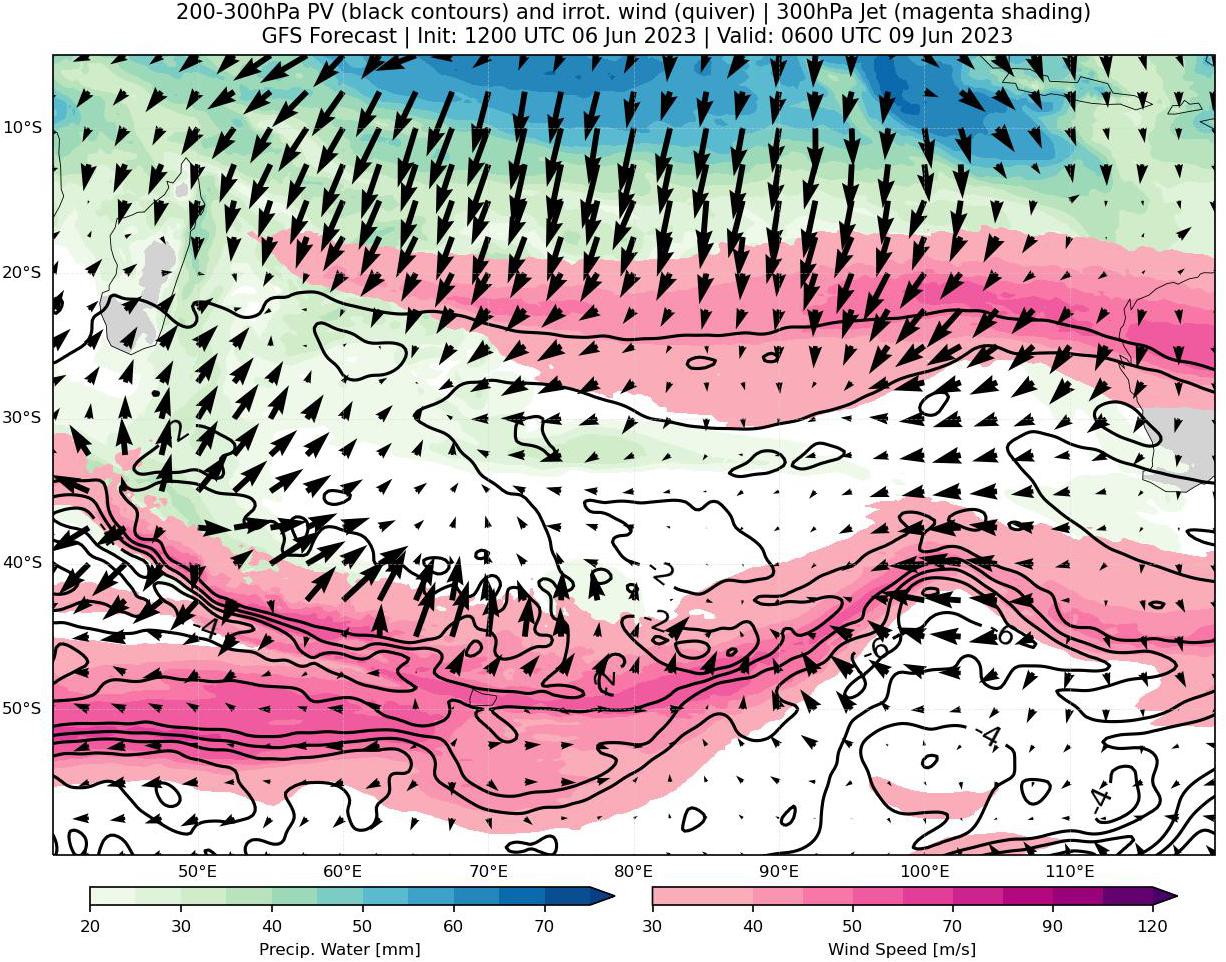 200-300hPa PV (black contours) and irrot. wind (quiver) | 300hPa Jet (magenta shading)
GFS Forecast | Init: 1200 UTC 06 Jun 2023 | Valid: 0600 UTC 09 Jun 2023
10°S
20°S
30°S
-2
40°S
-2
-2
-4
-6
-6
-2
50°S
-4
-4
50°E 60°E 70°E 80°E 90°E 100°E 110°E
20 30 40 50 60 70
30 40 50 70 90 120
Precip. Water [mm]
Wind Speed [m/s]